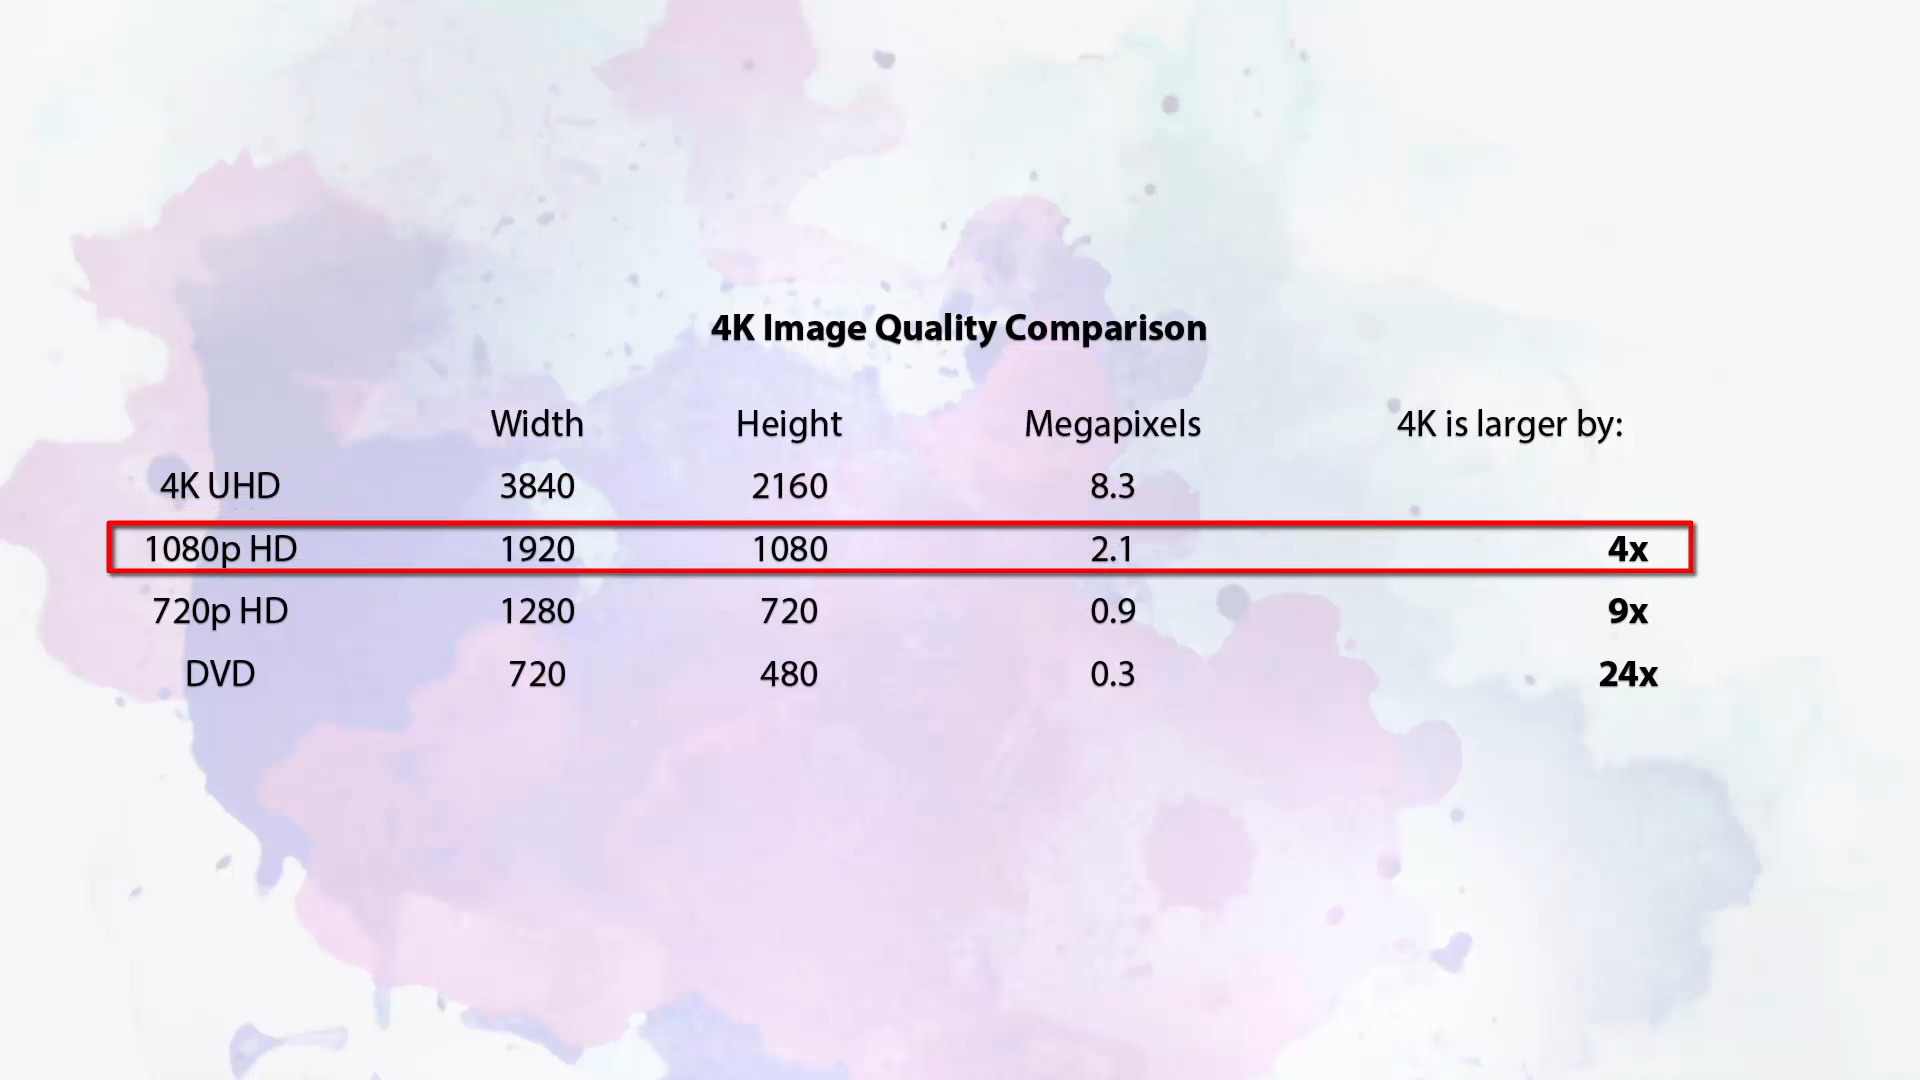 4K Image Quality Comparison
Width Height Megapixels 4K is larger by:
4K UHD 3840 2160 8.3
1080p HD 1920 1080 2.1 4x
720p HD 1280 720 0.9 9x
DVD 720 480 0.3 24x